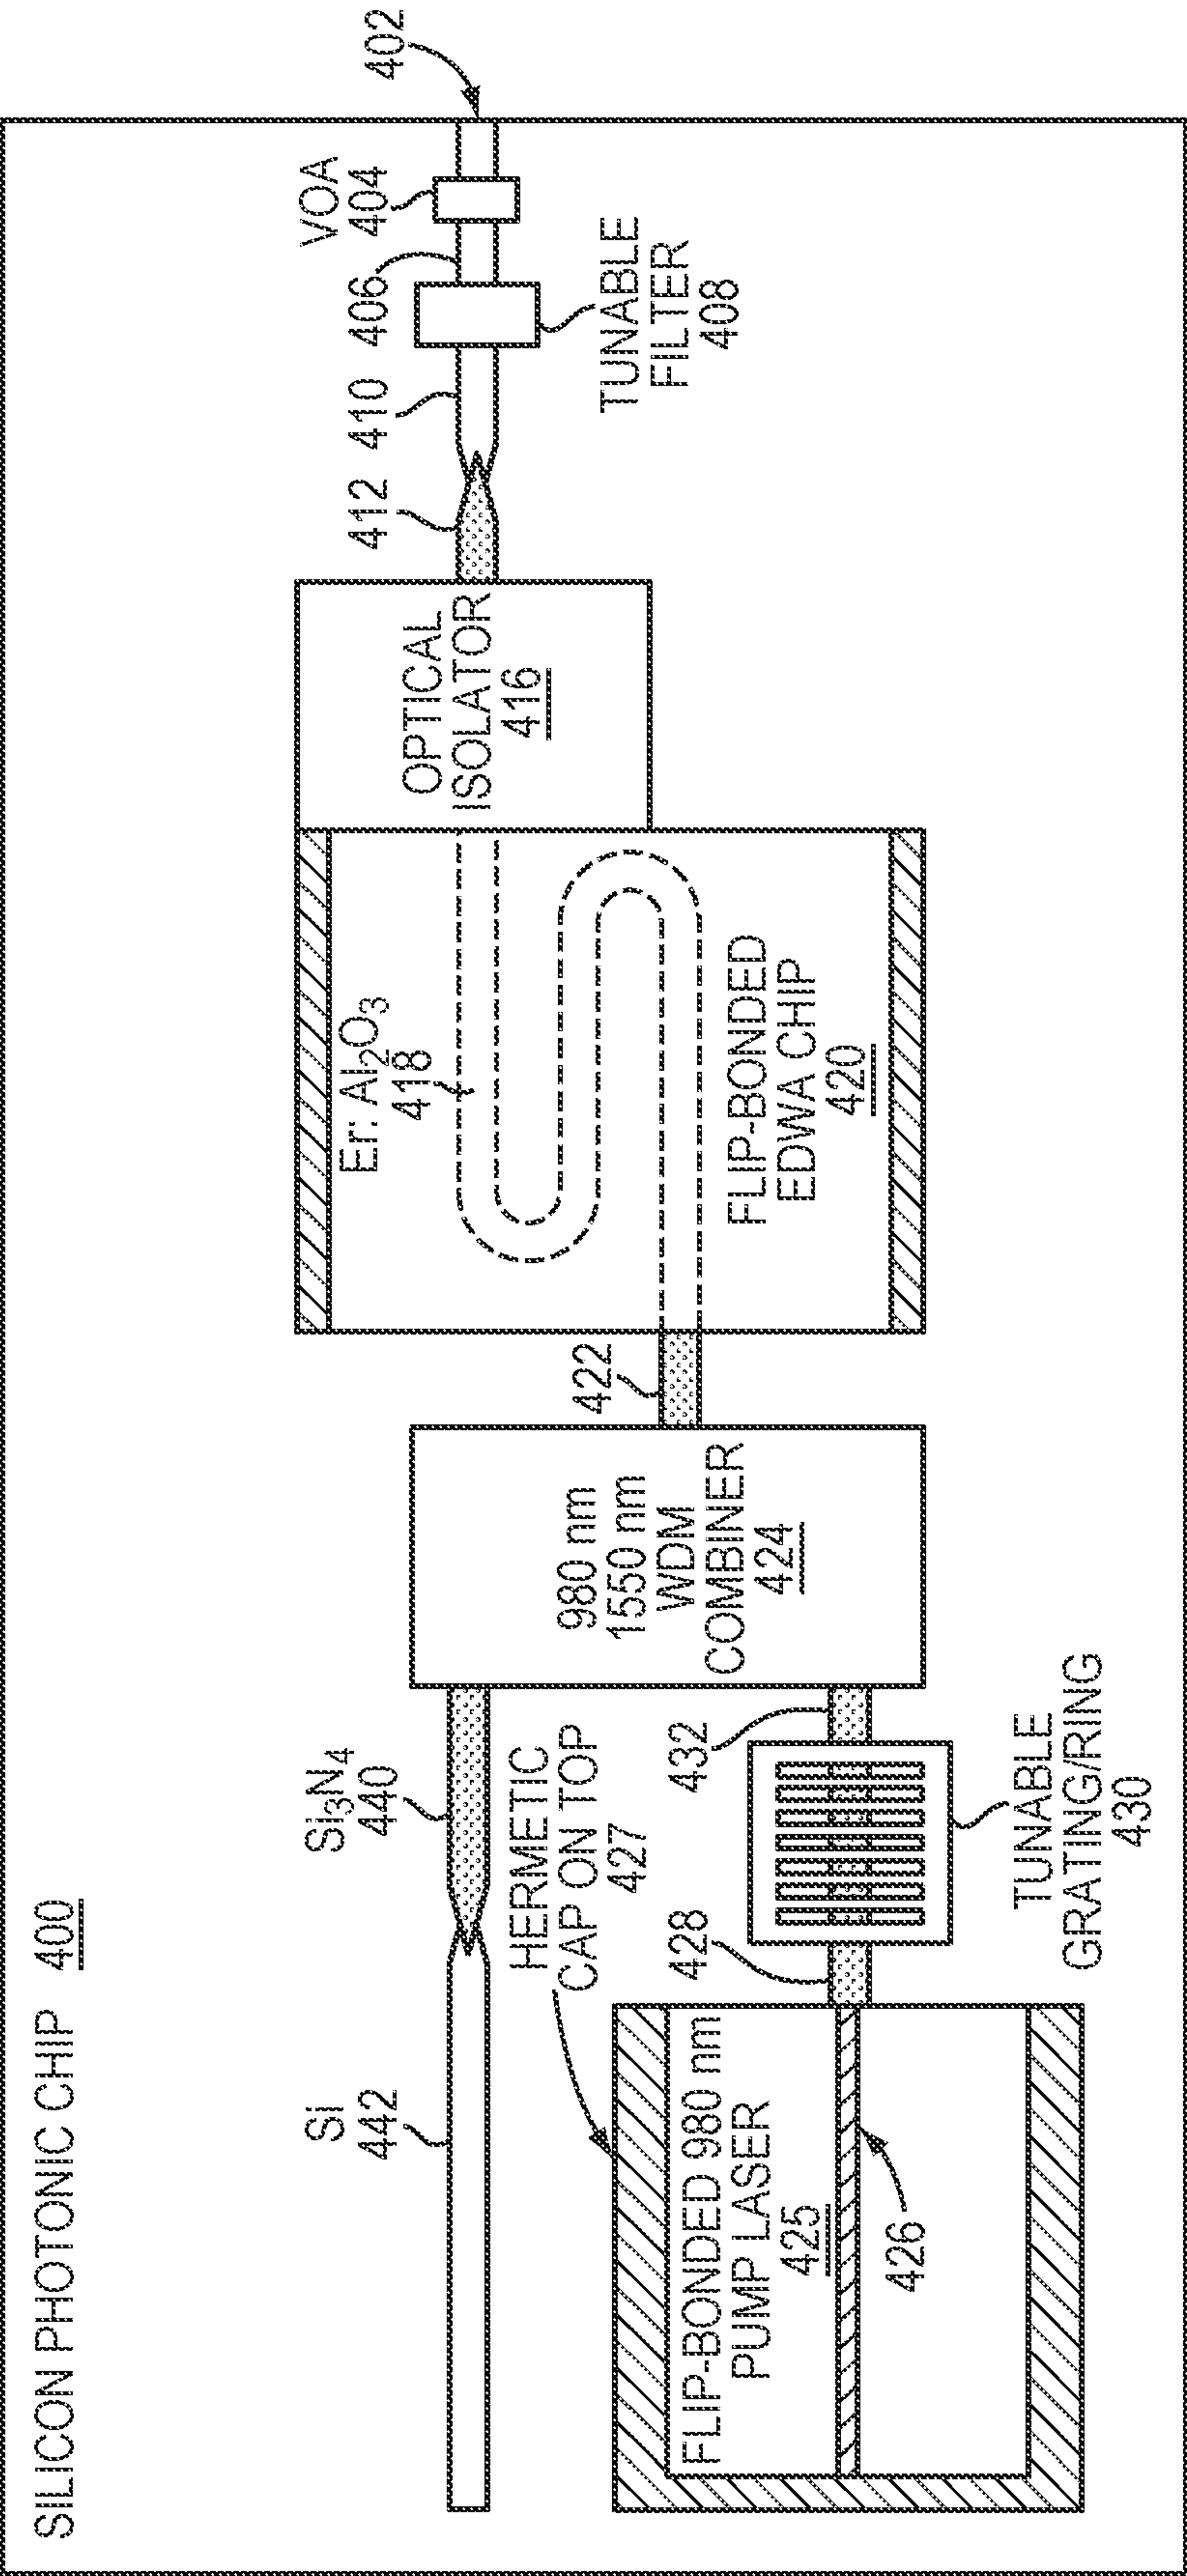 SILICON PHOTONIC CHIP 400
Si
442
Si3N4
440
HERMETIC
CAP ON TOP
427
FLIP-BONDED 980 nm
PUMP LASER
425
426
428
432
TUNABLE
GRATING/RING
430
980 nm
1550 nm
WDM
COMBINER
424
422
Er: Al2O3
418
FLIP-BONDED
EDWA CHIP
420
OPTICAL
ISOLATOR
416
412
410
406
VOA
404
TUNABLE
FILTER
408
402